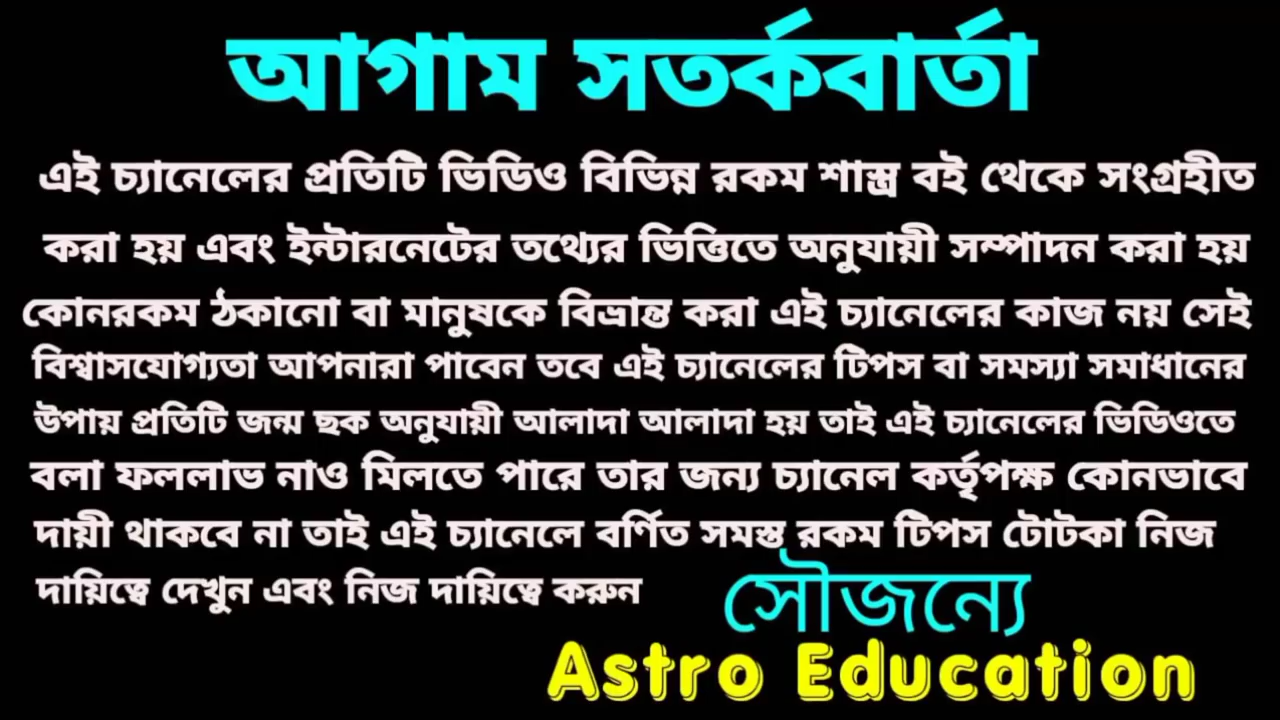 আগাম সতর্কবার্তা
এই চ্যানেলের প্রতিটি ভিডিও বিভিন্ন রকম শাস্ত্র বই থেকে সংগ্রহীত
করা হয় এবং ইন্টারনেটের তথ্যের ভিত্তিতে অনুযায়ী সম্পাদন করা হয়
কোনরকম ঠকানো বা মানুষকে বিভ্রান্ত করা এই চ্যানেলের কাজ নয় সেই
বিশ্বাসযোগ্যতা আপনারা পাবেন তবে এই চ্যানেলের টিপস বা সমস্যা সমাধানের
উপায় প্রতিটি জন্ম ছক অনুযায়ী আলাদা আলাদা হয় তাই এই চ্যানেলের ভিডিওতে
বলা ফললাভ নাও মিলতে পারে তার জন্য চ্যানেল কর্তৃপক্ষ কোনভাবে
দায়ী থাকবে না তাই এই চ্যানেলে বর্ণিত সমস্ত রকম টিপস টোটকা নিজ
দায়িত্বে দেখুন এবং নিজ দায়িত্বে করুন
সৌজন্যে
Astro Education